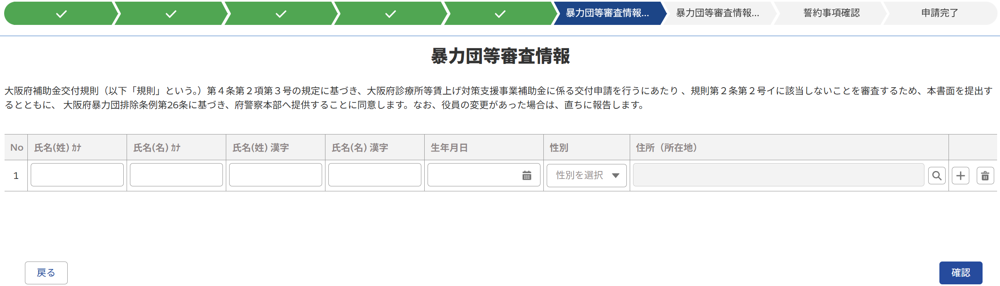 暴力団等審査情報... 暴力団等審査情報... 誓約事項確認 申請完了
暴力団等審査情報
大阪府補助金交付規則（以下「規則」という。）第４条第２項第３号の規定に基づき、大阪府診療所等賃上げ対策支援事業補助金に係る交付申請を行うにあたり 、規則第２条第２号イに該当しないことを審査するため、本書面を提出す
るとともに、 大阪府暴力団排除条例第26条に基づき、府警察本部へ提供することに同意します。なお、役員の変更があった場合は、直ちに報告します。
No 氏名(姓) ｶﾅ 氏名(名) ｶﾅ 氏名(姓) 漢字 氏名(名) 漢字 生年月日 性別 住所（所在地）
1 性別を選択
戻る 確認